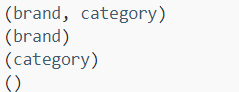 (brand, category)
(brand)
(category)
()